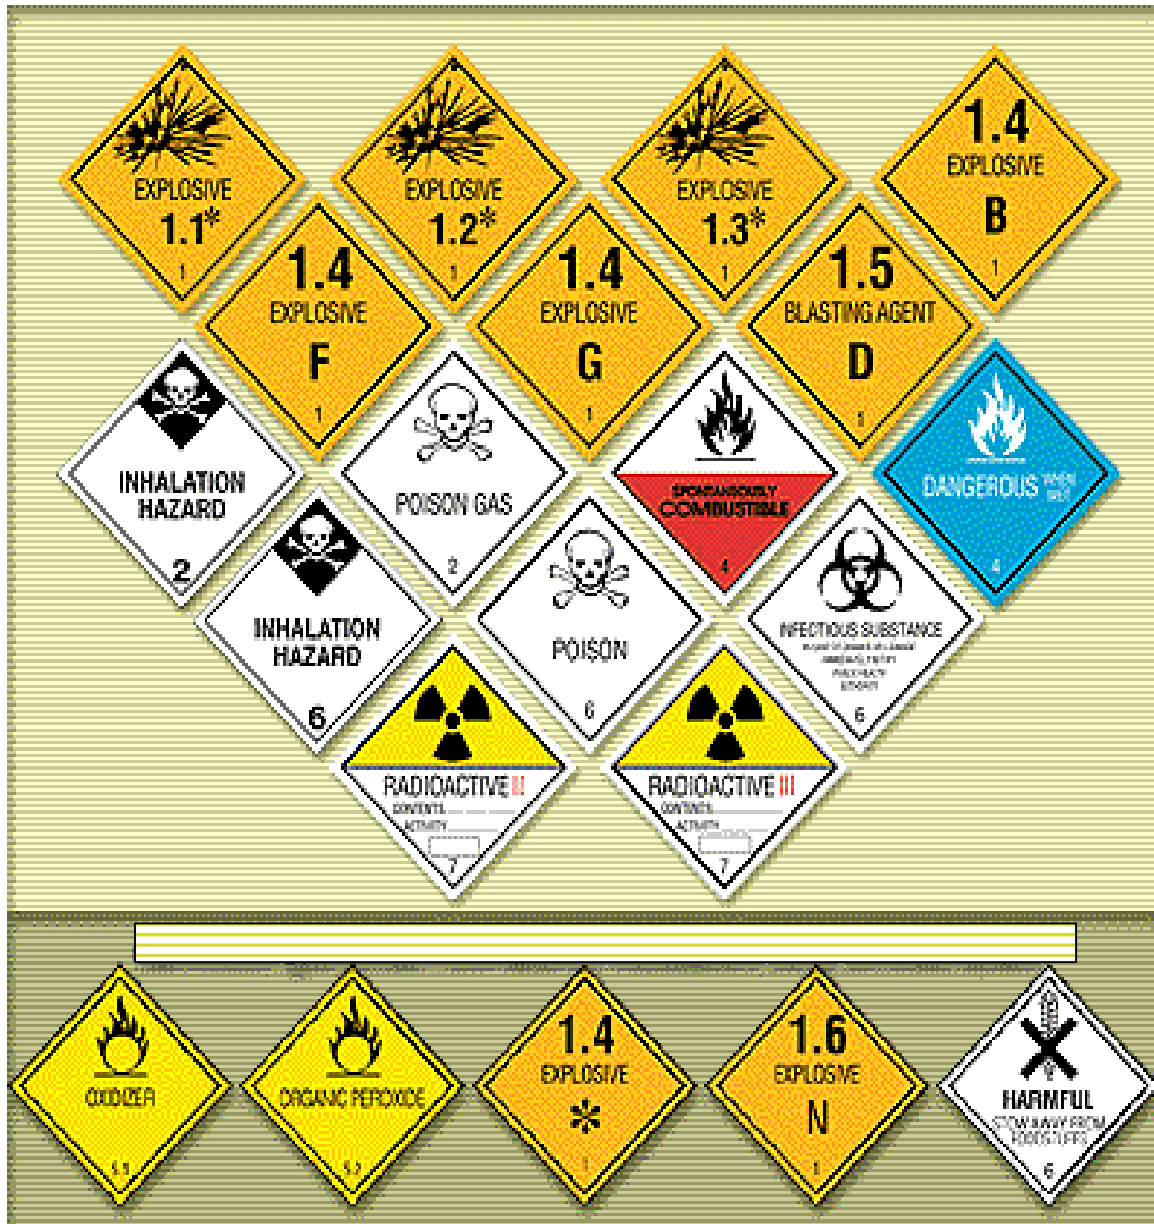 EXPLOSIVE
1.1*
1
EXPLOSIVE
1.2*
1
EXPLOSIVE
1.3*
1
1.4
EXPLOSIVE
B
1
1.4
EXPLOSIVE
F
1
1.4
EXPLOSIVE
G
1
1.5
BLASTING AGENT
D
1
INHALATION
HAZARD
2
POISON GAS
2
SPONTANEOUSLY
COMBUSTIBLE
4
DANGEROUS WHEN
WET
4
INHALATION
HAZARD
6
POISON
6
INFECTIOUS SUBSTANCE
6
RADIOACTIVE II
CONTENTS
ACTIVITY
7
RADIOACTIVE III
CONTENTS
ACTIVITY
7
OXIDIZER
5.1
ORGANIC PEROXIDE
5.2
1.4
EXPLOSIVE
*
1
1.6
EXPLOSIVE
N
1
HARMFUL
STOW AWAY FROM
FOODSTUFFS
6